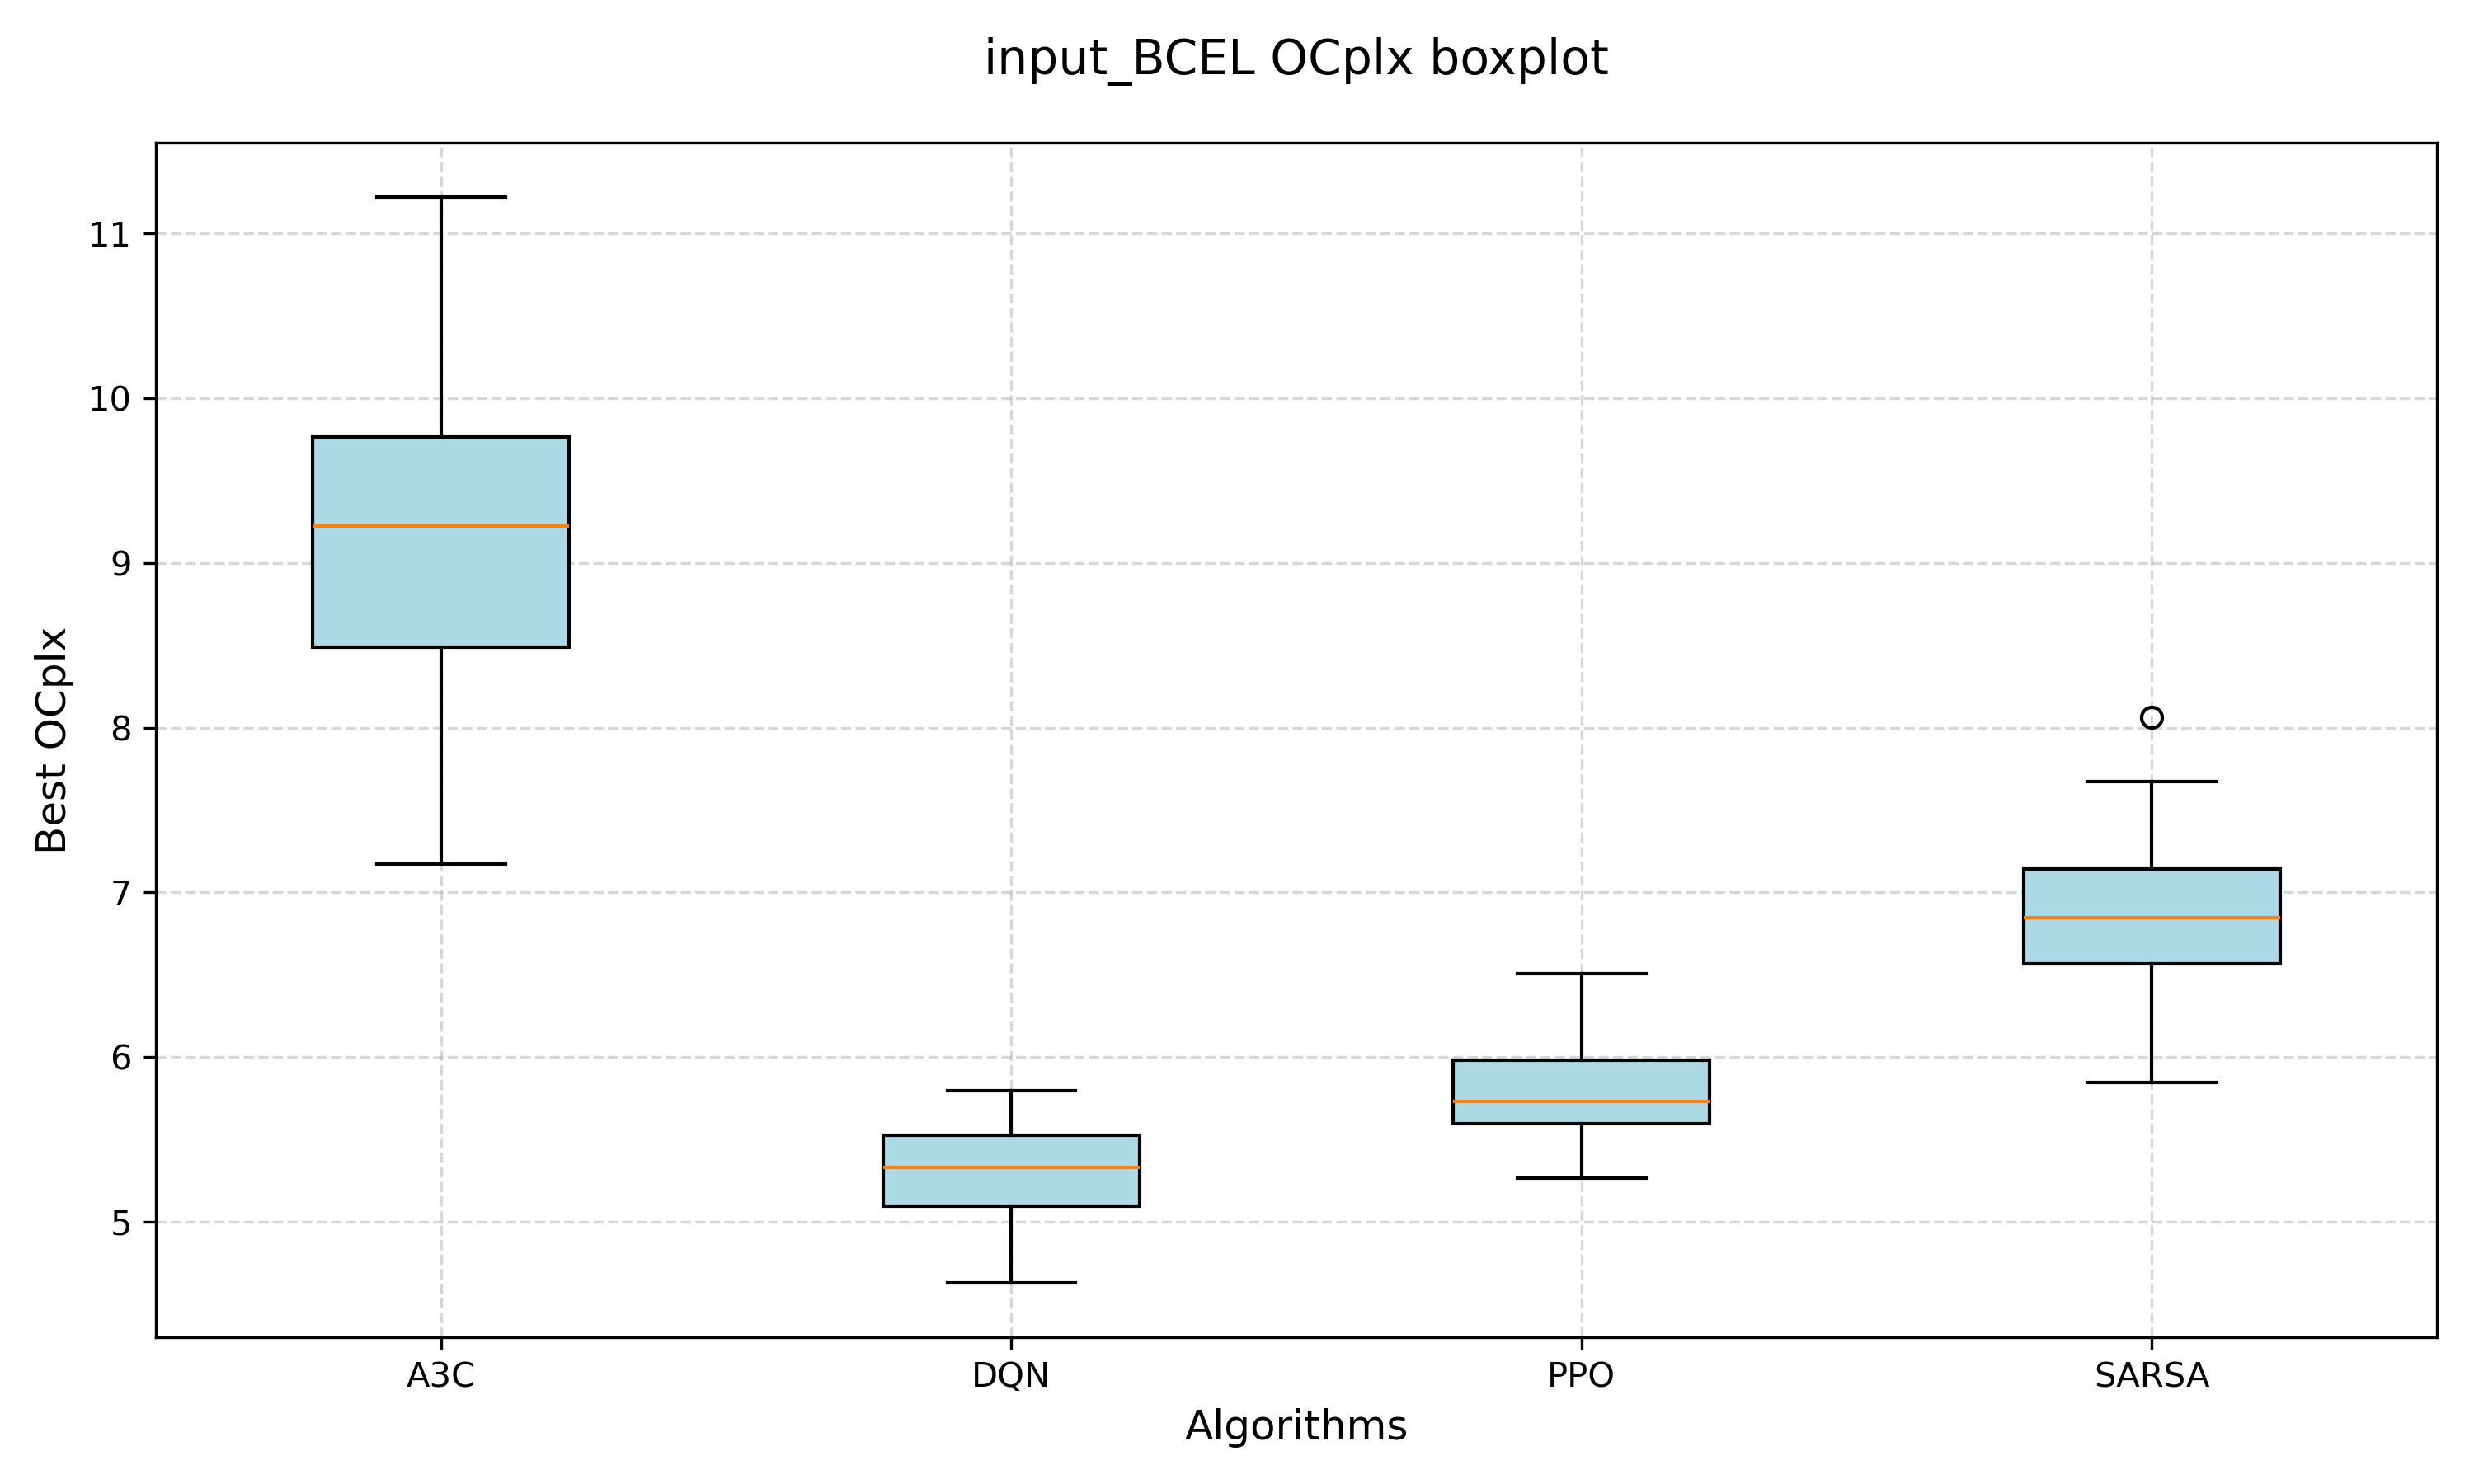 input_BCEL OCplx boxplot
11
10
9
8
7
6
5
Best OCplx
A3C DQN PPO SARSA
Algorithms